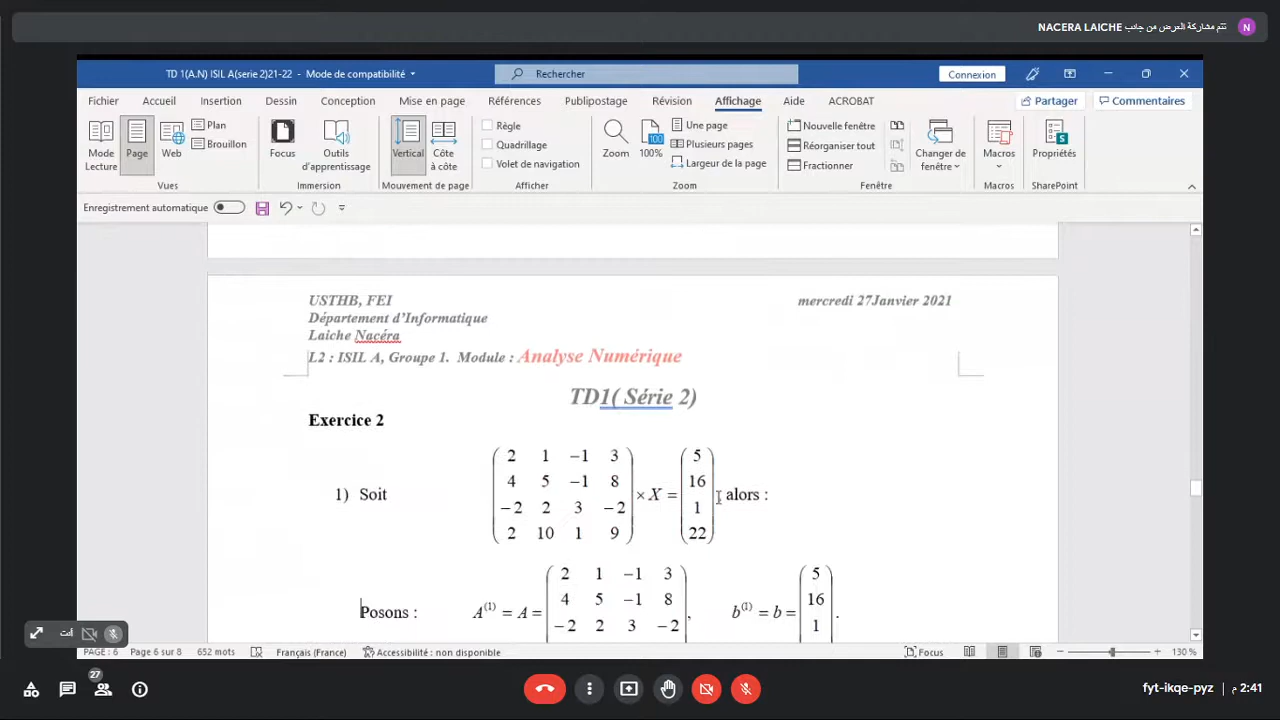 تتم مشاركة العرض من جانب NACERA LAICHE
N
TD 1(A.N) ISIL A(serie 2)21-22 - Mode de compatibilité
Rechercher
Connexion
Fichier Accueil Insertion Dessin Conception Mise en page Références Publipostage Révision Affichage Aide ACROBAT Partager Commentaires
Mode Lecture
Page
Web
Plan
Brouillon
Vues
Focus
Outils d'apprentissage
Immersion
Vertical
Côte à côte
Mouvement de page
Règle
Quadrillage
Volet de navigation
Afficher
Zoom
100
100%
Une page
Plusieurs pages
Largeur de la page
Zoom
Nouvelle fenêtre
Réorganiser tout
Fractionner
Changer de fenêtre
Fenêtre
Macros
Macros
S
Propriétés
SharePoint
Enregistrement automatique
USTHB, FEI mercredi 27Janvier 2021
Département d'Informatique
Laiche Nacéra
L2 : ISIL A, Groupe 1. Module : Analyse Numérique
TD1( Série 2)
Exercice 2
2 1 −1 3 5
4 5 −1 8 16
1) Soit × X = alors :
−2 2 3 −2 1
2 10 1 9 22
2 1 −1 3 5
4 5 −1 8 16
Posons : A(1) = A = , b(1) = b = .
−2 2 3 −2 1
أنت
PAGE : 6 Page 6 sur 8 652 mots Français (France) Accessibilité : non disponible Focus 130 %
27
fyt-ikqe-pyz | 2:41 م